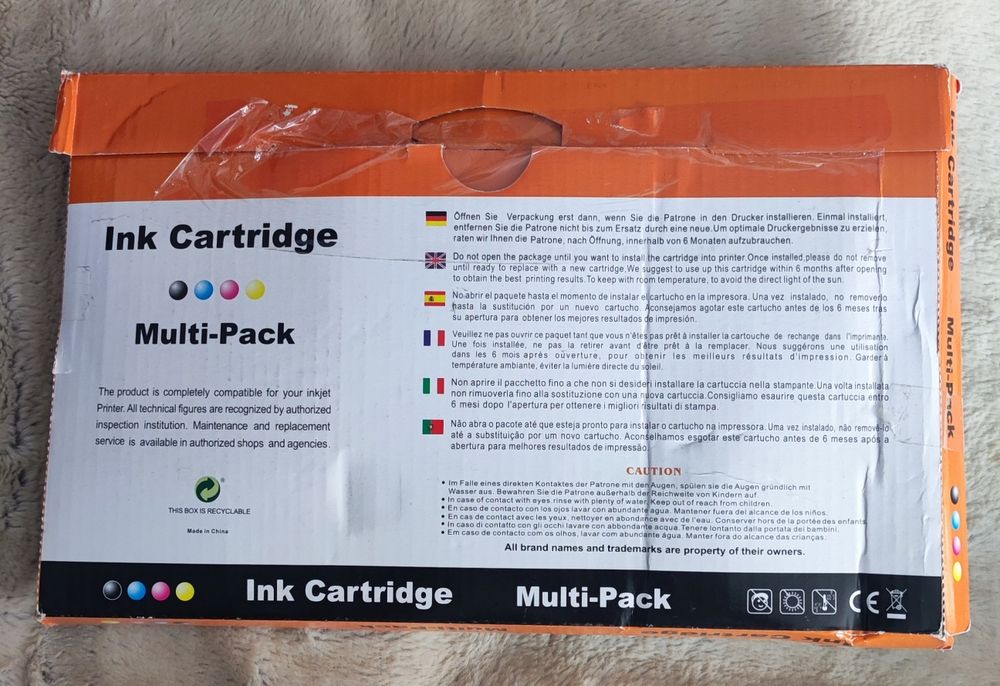 Ink Cartridge
Multi-Pack
The product is completely compatible for your inkjet
Printer. All technical figures are recognized by authorized
inspection institution. Maintenance and replacement
service is available in authorized shops and agencies.
THIS BOX IS RECYCLABLE
Made in China
Öffnen Sie Verpackung erst dann, wenn Sie die Patrone in den Drucker installieren. Einmal installiert,
entfernen Sie die Patrone nicht bis zum Ersatz durch eine neue. Um optimale Druckergebnisse zu erzielen,
raten wir Ihnen die Patrone, nach Öffnung, innerhalb von 6 Monaten aufzubrauchen.
Do not open the package until you want to install the cartridge into printer. Once installed, please do not remove
until ready to replace with a new cartridge, We suggest to use up this cartridge within 6 months after opening
to obtain the best printing results. To keep with room temperature, to avoid the direct light of the sun.
No abrir el paquete hasta el momento de instalar el cartucho en la impresora. Una vez instalado, no removerlo
hasta la sustitución por un nuevo cartucho. Aconsejamos agotar este cartucho antes de los 6 meses tras
su apertura para obtenir los mejores resultados de impresión.
Veuillez ne pas ouvrir ce paquet tant que vous n'êtes pas prêt à installer la cartouche de rechange dans l'imprimante.
Une fois installée, ne pas la retirer avant d'être prêt à la remplacer. Nous suggérons une utilisation
dans les 6 mois après ouverture, pour obtenir les meilleurs résultats d'impression. Garder à
température ambiante, éviter la lumière directe du soleil.
Non aprire il pacchetto fino a che non si desideri installare la cartuccia nella stampante. Una volta installata
non rimuoverla fino alla sostituzione con una nuova cartuccia. Consigliamo esaurire questa cartuccia entro
6 mesi dopo l'apertura per ottenere i migliori risultati di stampa.
Não abra o pacote até que esteja pronto para instalar o cartucho na impressora. Uma vez instalado, não removê-lo
até a substituição por um novo cartucho. Aconselhamos esgotar este cartucho antes de 6 meses após a
abertura para melhores resultados de impressão.
CAUTION
• Im Falle eines direkten Kontaktes der Patrone mit den Augen, spülen sie die Augen gründlich mit
Wasser aus. Bewahren Sie die Patrone außerhalb der Reichweite von Kindern auf
• In case of contact with eyes rinse with plenty of water. Keep out of reach from children.
• En caso de contacto con los ojos lavar con abundante agua. Mantener fuera del alcance de los niños.
• En cas de contact avec les yeux, nettoyer en abondance avec de l'eau. Conserver hors de la portée des enfants
• In caso di contatto con gli occhi lavare con abbondante acqua. Tenere lontanto dalla portata dei bambini.
• Em caso de contacto com os olhos, lavar com abundante água. Manter fora do alcance das crianças.
All brand names and trademarks are property of their owners.
Ink Cartridge Multi-Pack CE
Ink Cartridge Multi-Pack
Multi-Pack Ink Cartridge